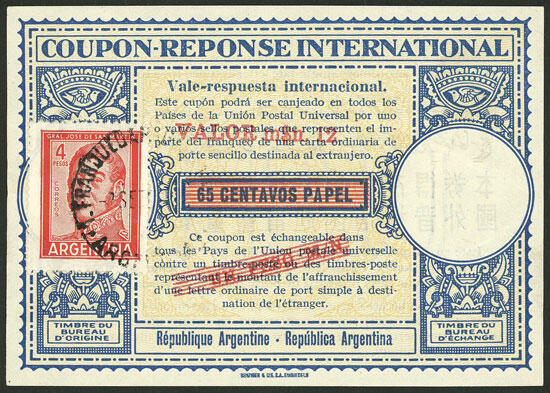 COUPON-REPONSE INTERNATIONAL
Vale-respuesta internacional.
Este cupón podrá ser canjeado en todos los
Países de la Unión Postal Universal por uno
o varios sellos postales que representen el im-
porte del franqueo de una carta ordinaria de
porte sencillo destinada al extranjero.
VALOR m$n. 12
GRAL. JOSE DE SA
4
PESOS
CORREOS
ARGENTINA
FRANQUEO
SET
65 CENTAVOS PAPEL
Ce coupon est échangeable dans
tous les Pays de l'Union postale universelle
contre un timbre-poste ou des timbres-poste
représentant le montant de l'affranchissement
d'une lettre ordinaire de port simple à desti-
nation de l'étranger.
TIMBRE DU
BUREAU
D'ORIGINE
République Argentine - República Argentina
TIMBRE DU
BUREAU
D'ÉCHANGE